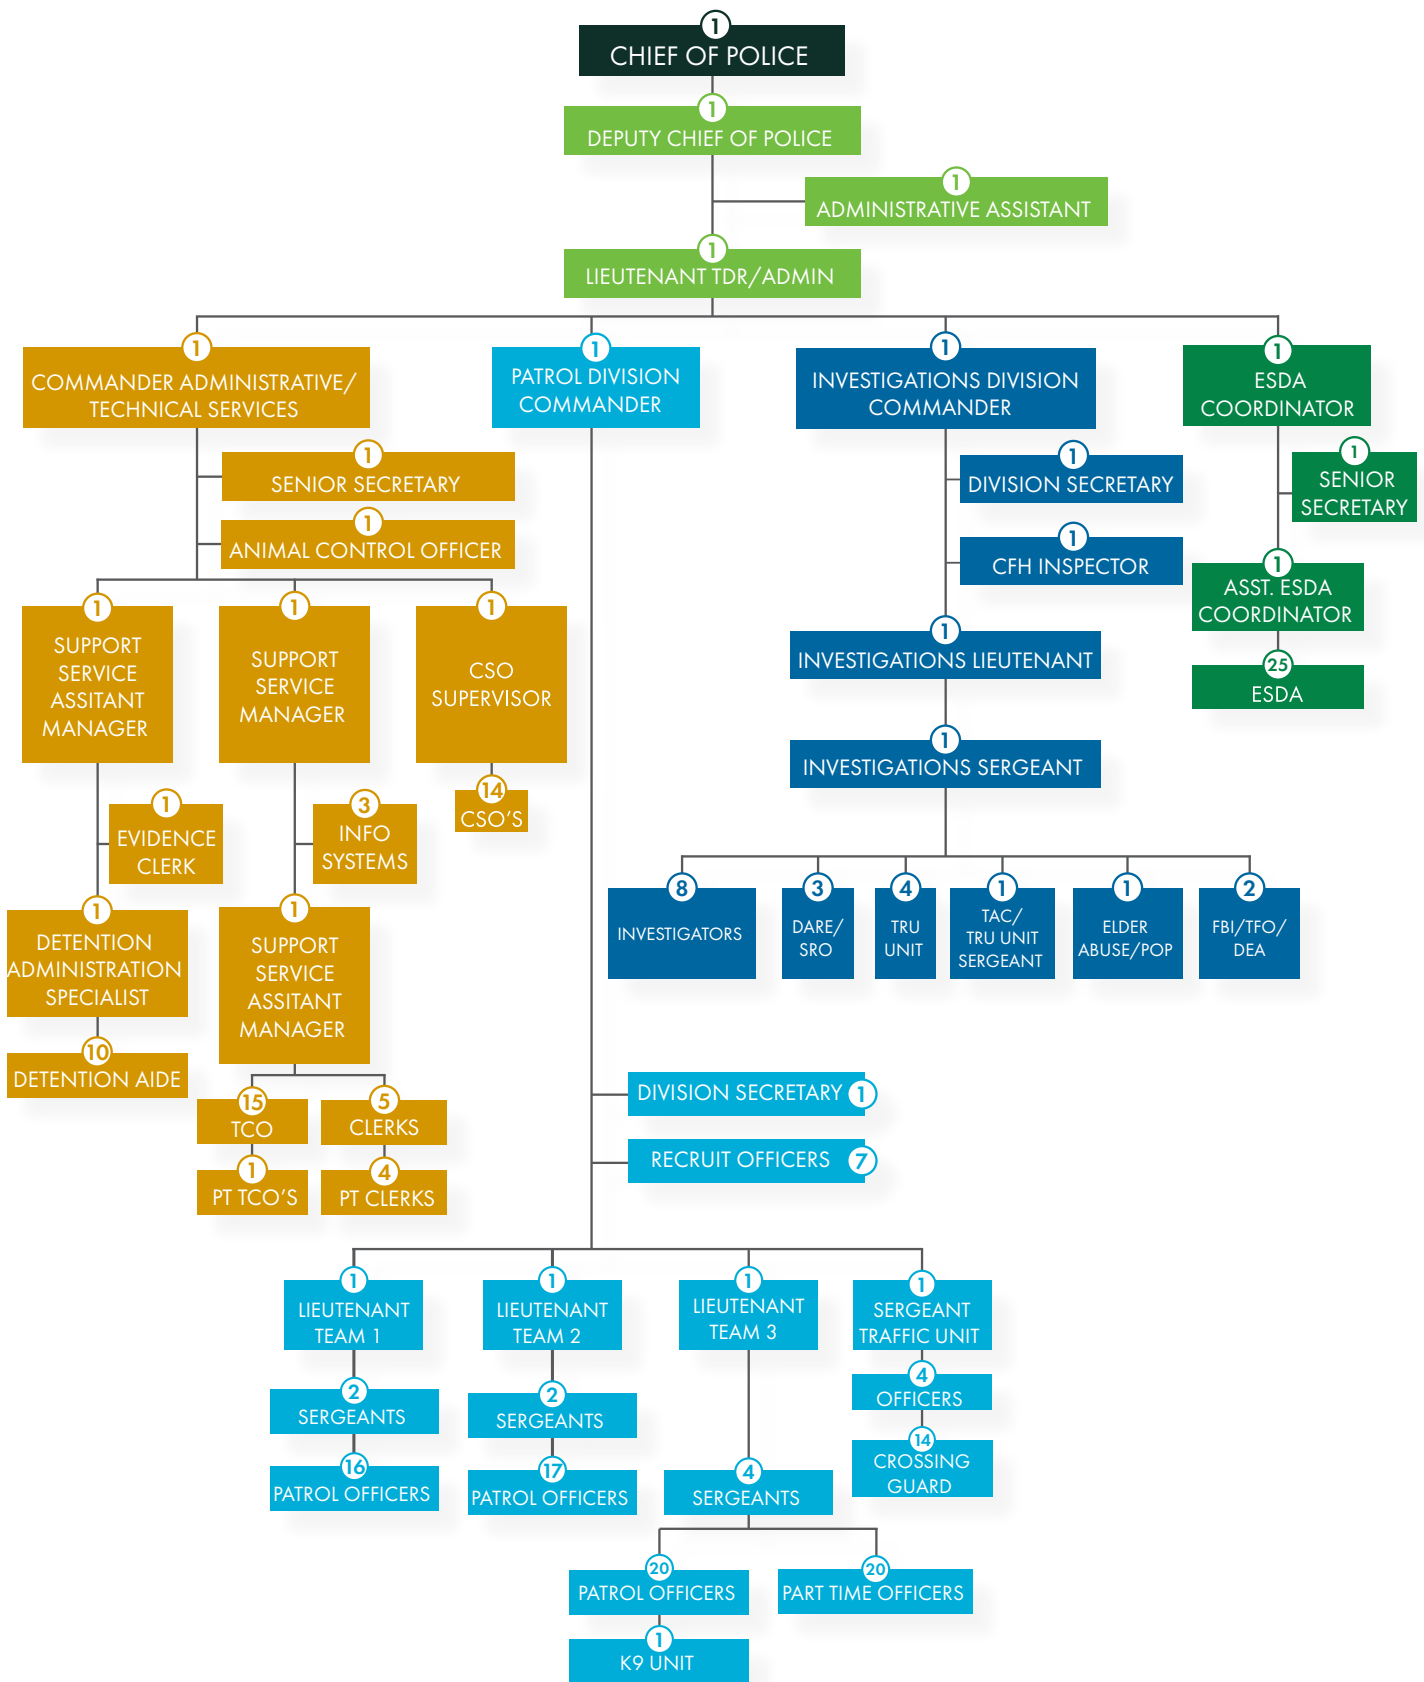 1
CHIEF OF POLICE
1
DEPUTY CHIEF OF POLICE
1
ADMINISTRATIVE ASSISTANT
1
LIEUTENANT TDR/ADMIN
1
COMMANDER ADMINISTRATIVE/
TECHNICAL SERVICES
1
SENIOR SECRETARY
1
ANIMAL CONTROL OFFICER
1
SUPPORT
SERVICE
ASSITANT
MANAGER
1
EVIDENCE
CLERK
1
DETENTION
ADMINISTRATION
SPECIALIST
10
DETENTION AIDE
1
SUPPORT
SERVICE
MANAGER
3
INFO
SYSTEMS
1
SUPPORT
SERVICE
ASSITANT
MANAGER
15
TCO
1
PT TCO'S
5
CLERKS
4
PT CLERKS
1
CSO
SUPERVISOR
14
CSO'S
1
PATROL DIVISION
COMMANDER
DIVISION SECRETARY 1
RECRUIT OFFICERS 7
1
LIEUTENANT
TEAM 1
2
SERGEANTS
16
PATROL OFFICERS
1
LIEUTENANT
TEAM 2
2
SERGEANTS
17
PATROL OFFICERS
1
LIEUTENANT
TEAM 3
4
SERGEANTS
20
PATROL OFFICERS
1
K9 UNIT
20
PART TIME OFFICERS
1
SERGEANT
TRAFFIC UNIT
4
OFFICERS
14
CROSSING
GUARD
1
INVESTIGATIONS DIVISION
COMMANDER
1
DIVISION SECRETARY
1
CFH INSPECTOR
1
INVESTIGATIONS LIEUTENANT
1
INVESTIGATIONS SERGEANT
8
INVESTIGATORS
3
DARE/
SRO
4
TRU
UNIT
1
TAC/
TRU UNIT
SERGEANT
1
ELDER
ABUSE/POP
2
FBI/TFO/
DEA
1
ESDA
COORDINATOR
1
SENIOR
SECRETARY
1
ASST. ESDA
COORDINATOR
25
ESDA